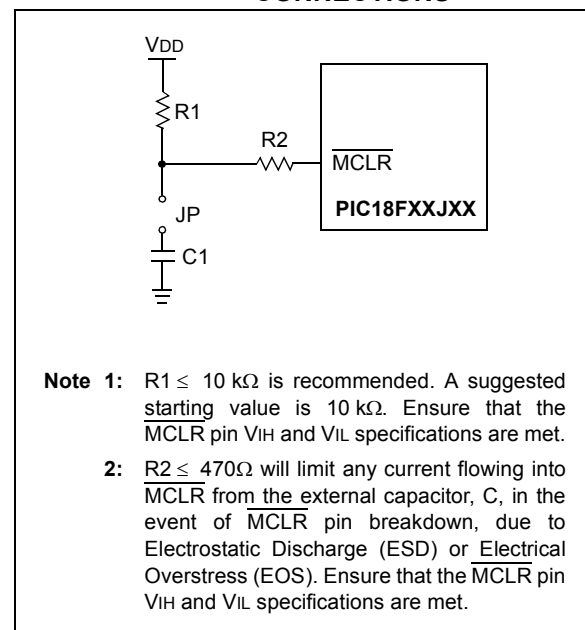 VDD
R1
R2
MCLR
PIC18FXXJXX
JP
C1
Note 1: R1 ≤ 10 kΩ is recommended. A suggested
starting value is 10 kΩ. Ensure that the
MCLR pin VIH and VIL specifications are met.
2: R2 ≤ 470Ω will limit any current flowing into
MCLR from the external capacitor, C, in the
event of MCLR pin breakdown, due to
Electrostatic Discharge (ESD) or Electrical
Overstress (EOS). Ensure that the MCLR pin
VIH and VIL specifications are met.